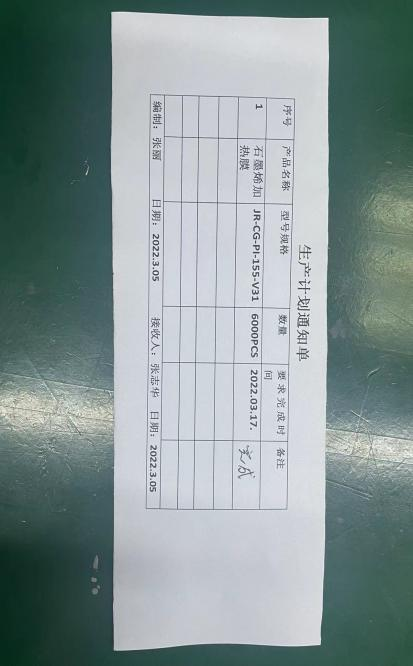 生产计划通知单
序号 产品名称 型号规格 数量 要求完成时间 备注
1 石墨烯加热膜 JR-CG-PI-155-V31 6000PCS 2022.03.17. 完成
编制：张丽 日期：2022.3.05 接收人：张志华 日期：2022.3.05